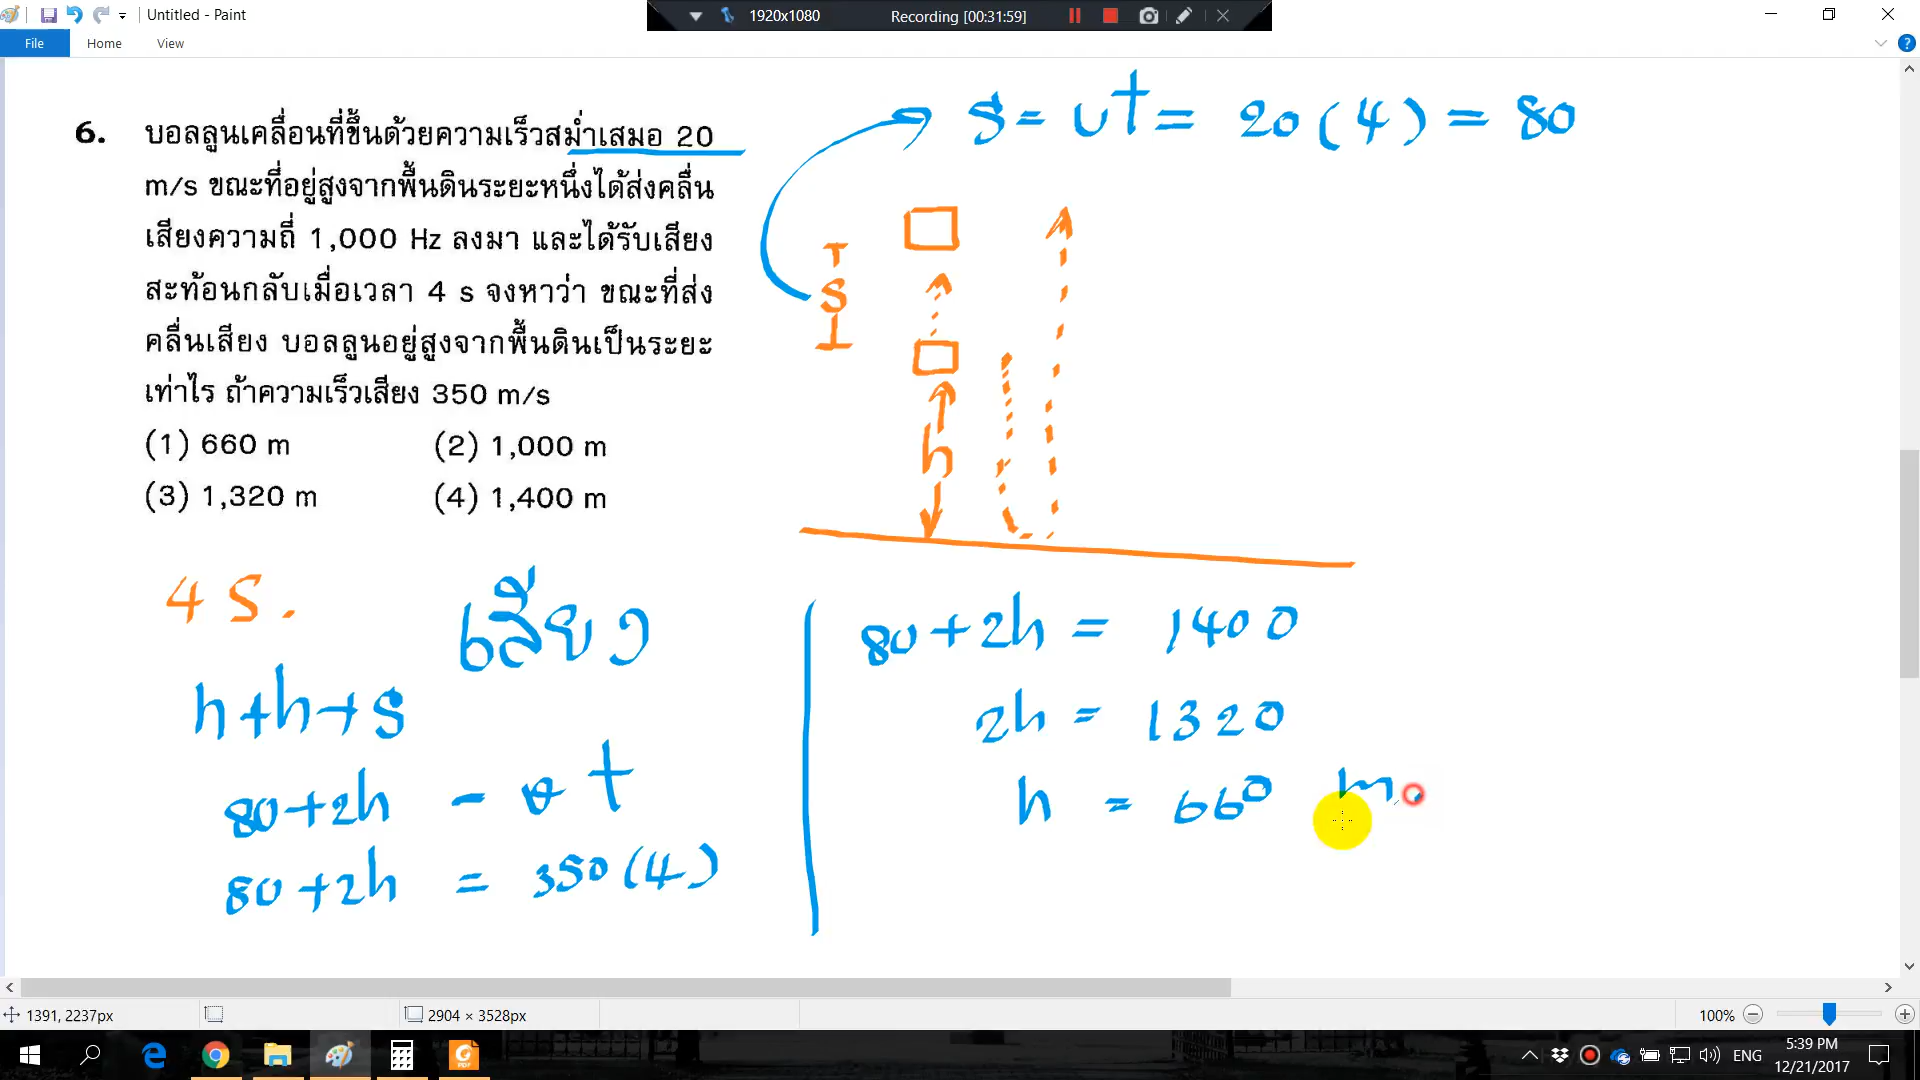 Untitled - Paint
1920x1080
Recording [00:31:59]
File
Home
View
6. บอลลูนเคลื่อนที่ขึ้นด้วยความเร็วสม่ำเสมอ 20
m/s ขณะที่อยู่สูงจากพื้นดินระยะหนึ่งได้ส่งคลื่น
เสียงความถี่ 1,000 Hz ลงมา และได้รับเสียง
สะท้อนกลับเมื่อเวลา 4 s จงหาว่า ขณะที่ส่ง
คลื่นเสียง บอลลูนอยู่สูงจากพื้นดินเป็นระยะ
เท่าไร ถ้าความเร็วเสียง 350 m/s
(1) 660 m (2) 1,000 m
(3) 1,320 m (4) 1,400 m
S = ut = 20(4) = 80
S
h
4 S.
เสียง
h+h+s
80+2h = vt
80+2h = 350(4)
80+2h = 1400
2h = 1320
h = 660 m.
1391, 2237px
2904 × 3528px
100%
ENG
5:39 PM
12/21/2017